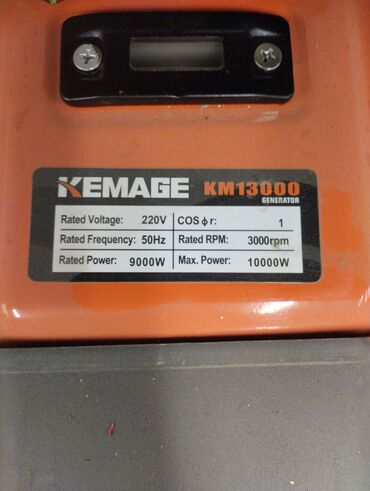 KEMAGE KM13000
GENERATOR
Rated Voltage: 220V COS ϕ r: 1
Rated Frequency: 50Hz Rated RPM: 3000rpm
Rated Power: 9000W Max. Power: 10000W